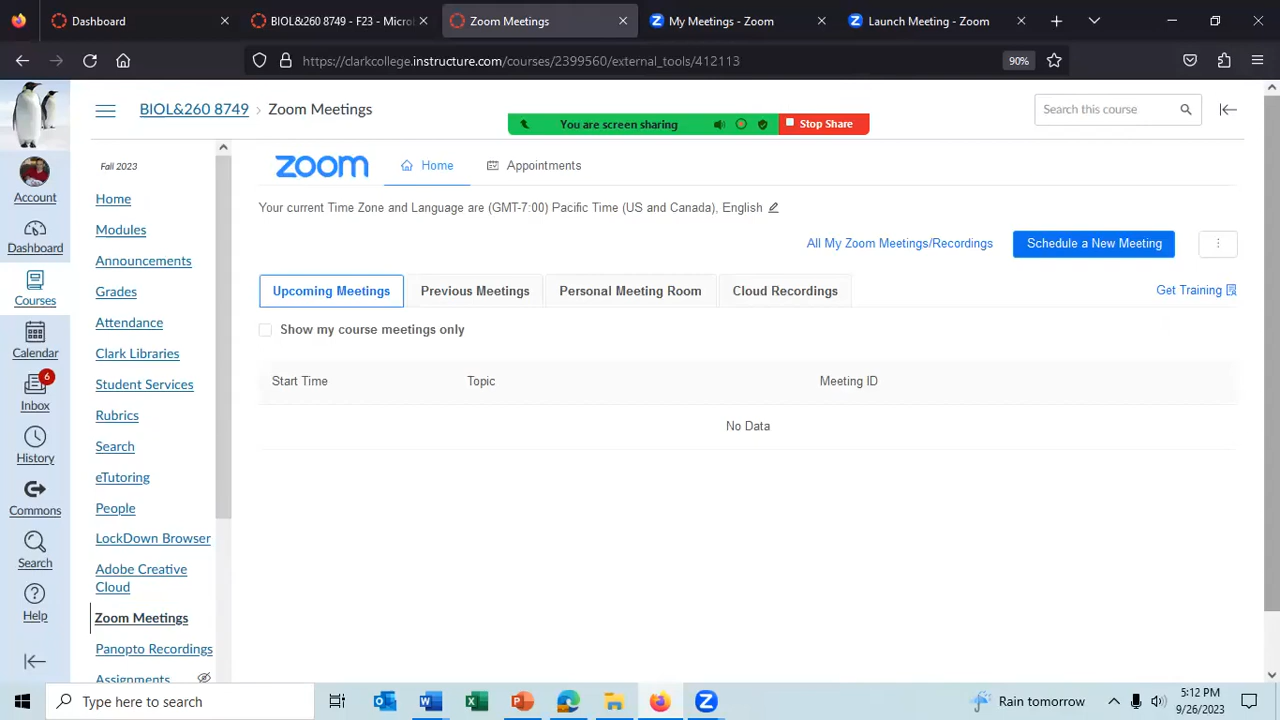 Dashboard
BIOL&260 8749 - F23 - Microl
Zoom Meetings
My Meetings - Zoom
Launch Meeting - Zoom
https://clarkcollege.instructure.com/courses/2399560/external_tools/412113
90%
BIOL&260 8749 › Zoom Meetings
Search this course
You are screen sharing
Stop Share
Account
Dashboard
Courses
Calendar
6
Inbox
History
Commons
Search
Help
Fall 2023
Home
Modules
Announcements
Grades
Attendance
Clark Libraries
Student Services
Rubrics
Search
eTutoring
People
LockDown Browser
Adobe Creative
Cloud
Zoom Meetings
Panopto Recordings
Assignments
zoom
Home
Appointments
Your current Time Zone and Language are (GMT-7:00) Pacific Time (US and Canada), English
All My Zoom Meetings/Recordings
Schedule a New Meeting
Upcoming Meetings
Previous Meetings
Personal Meeting Room
Cloud Recordings
Get Training
Show my course meetings only
Start Time
Topic
Meeting ID
No Data
Type here to search
Rain tomorrow
5:12 PM
9/26/2023